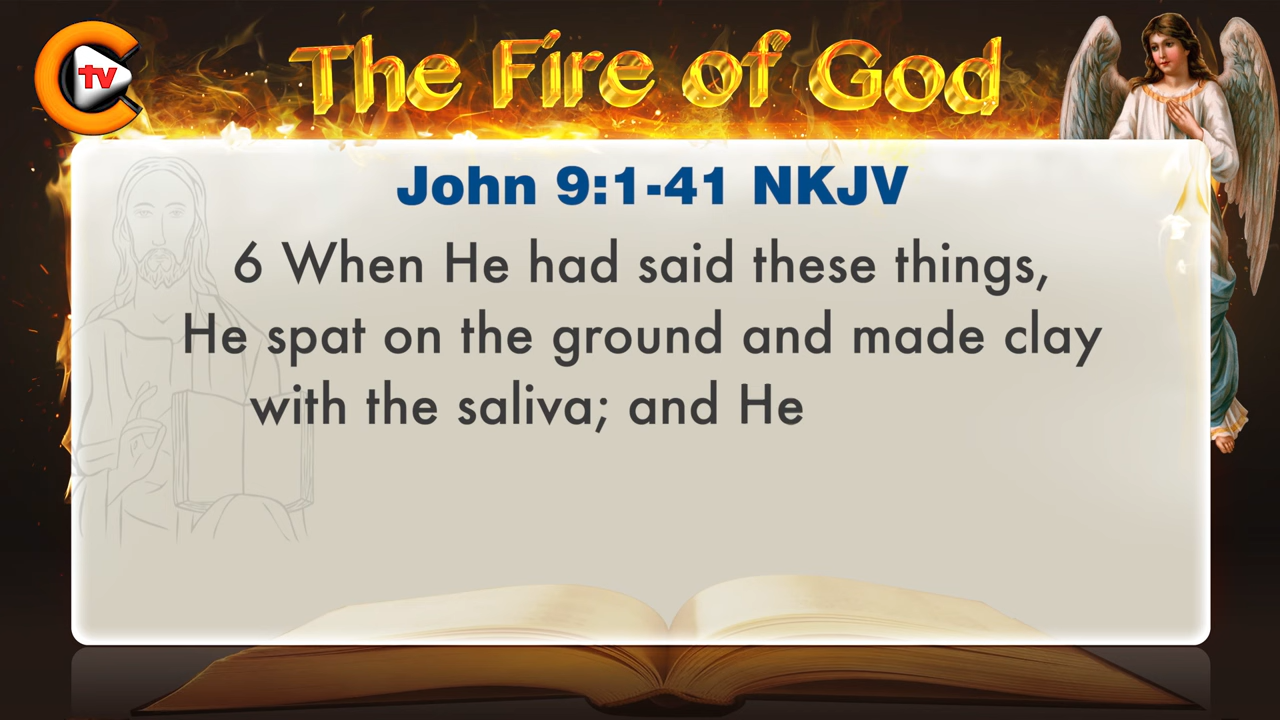 tv
The Fire of God
John 9:1-41 NKJV
6 When He had said these things,
He spat on the ground and made clay
with the saliva; and He